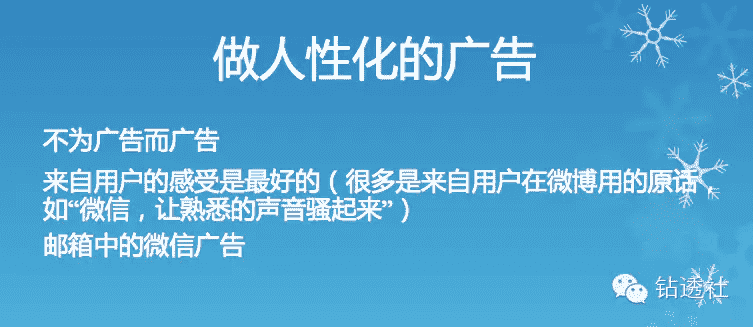 做人性化的广告
不为广告而广告
来自用户的感受是最好的（很多是来自用户在微博用的原话，
如“微信，让熟悉的声音骚起来”）
邮箱中的微信广告
钻透社